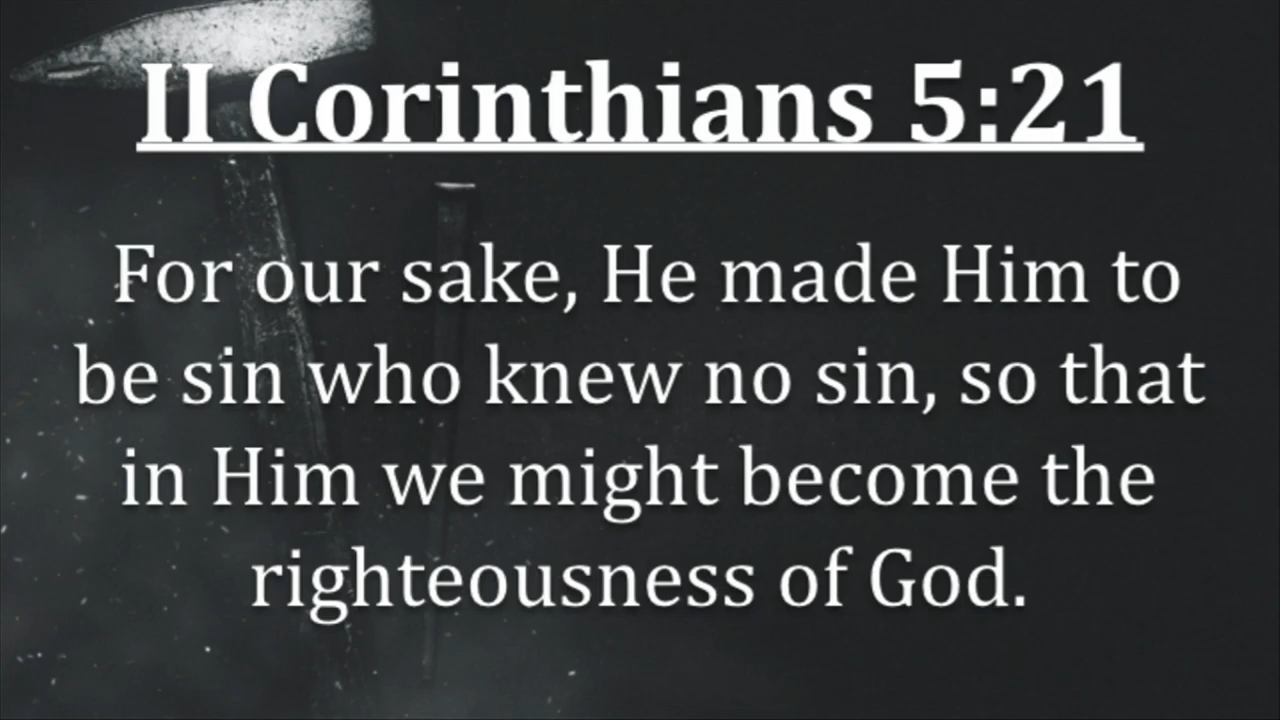 II Corinthians 5:21
For our sake, He made Him to
be sin who knew no sin, so that
in Him we might become the
righteousness of God.